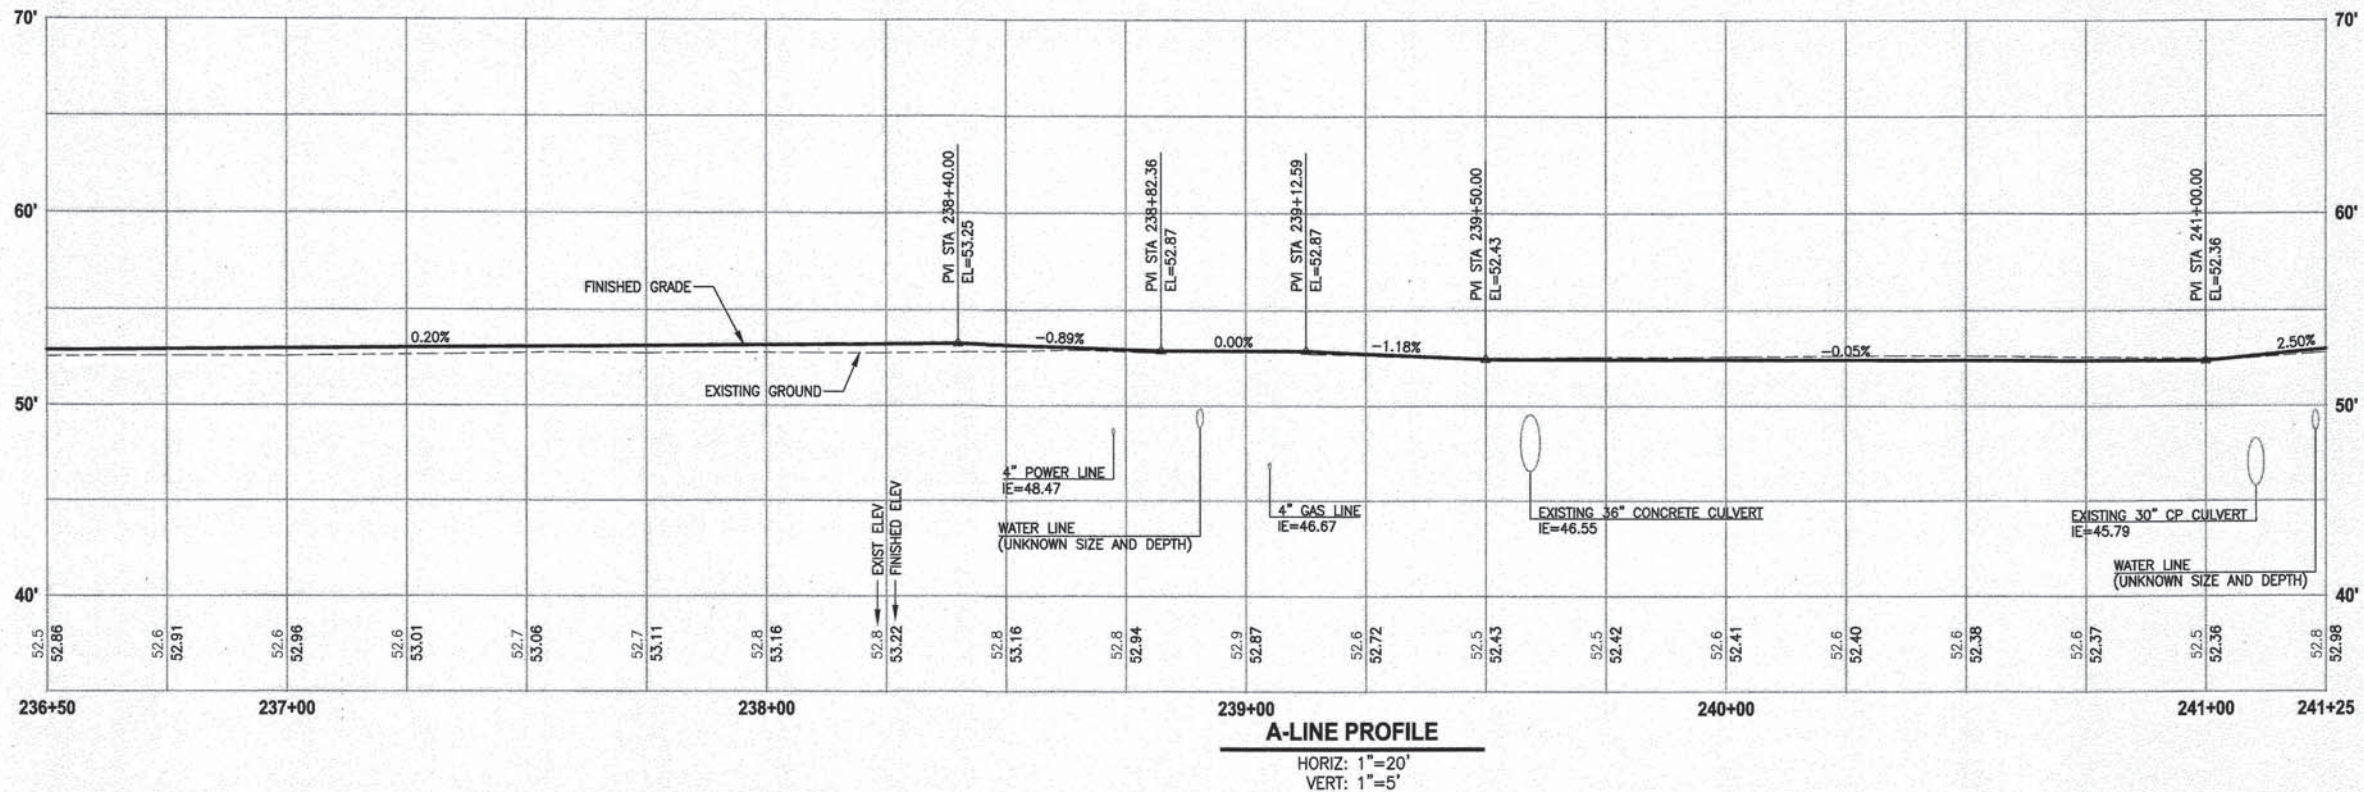 70'
70'
60'
60'
50'
50'
40'
40'
PVI STA 238+40.00
EL=53.25
PVI STA 238+82.36
EL=52.87
PVI STA 239+12.59
EL=52.87
PVI STA 239+50.00
EL=52.43
PVI STA 241+00.00
EL=52.36
FINISHED GRADE
0.20%
-0.89%
0.00%
-1.18%
-0.05%
2.50%
EXISTING GROUND
4" POWER LINE
IE=48.47
WATER LINE
(UNKNOWN SIZE AND DEPTH)
4" GAS LINE
IE=46.67
EXISTING 36" CONCRETE CULVERT
IE=46.55
EXISTING 30" CP CULVERT
IE=45.79
WATER LINE
(UNKNOWN SIZE AND DEPTH)
EXIST ELEV
FINISHED ELEV
52.5
52.86
52.6
52.91
52.6
52.96
52.6
53.01
52.7
53.06
52.7
53.11
52.8
53.16
52.8
53.22
52.8
53.16
52.8
52.94
52.9
52.87
52.6
52.72
52.5
52.43
52.5
52.42
52.6
52.41
52.6
52.40
52.6
52.38
52.6
52.37
52.5
52.36
52.8
52.98
236+50
237+00
238+00
239+00
240+00
241+00
241+25
A-LINE PROFILE
HORIZ: 1"=20'
VERT: 1"=5'